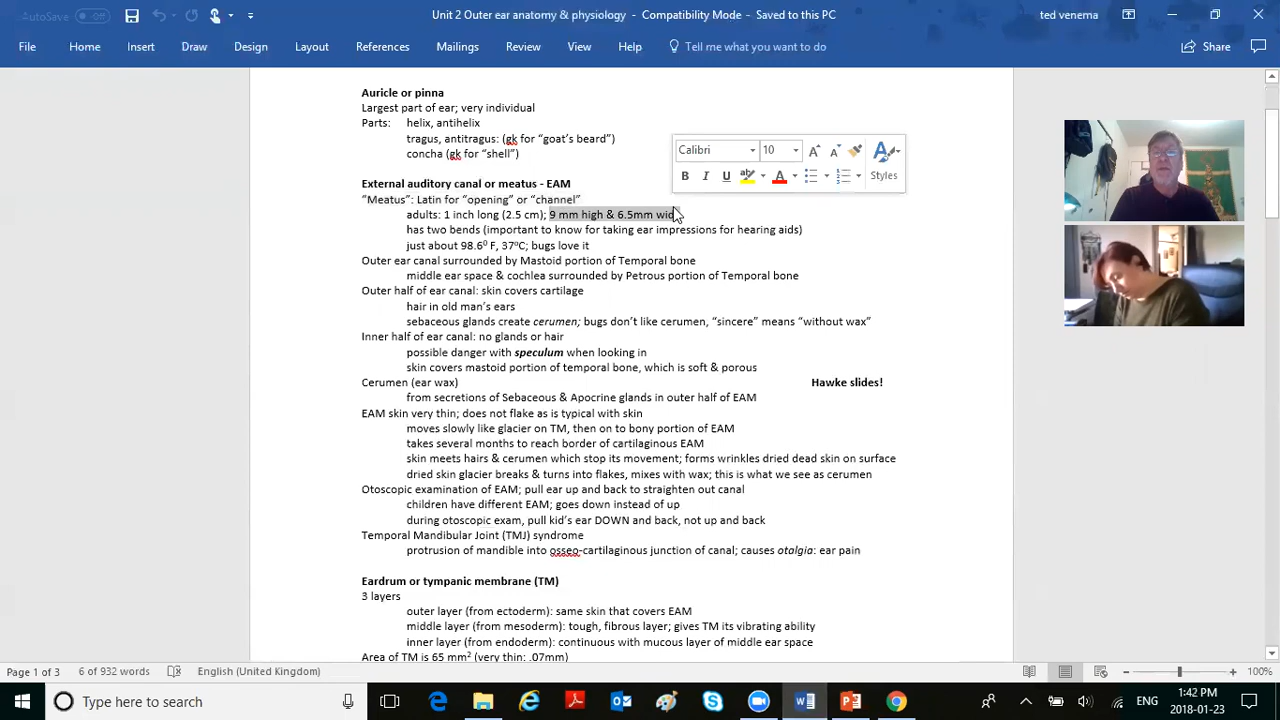 AutoSave Off
Unit 2 Outer ear anatomy & physiology - Compatibility Mode - Saved to this PC
ted venema
File Home Insert Draw Design Layout References Mailings Review View Help Tell me what you want to do Share
Auricle or pinna
Largest part of ear; very individual
Parts: helix, antihelix
tragus, antitragus: (gk for “goat’s beard”)
concha (gk for “shell”)
Calibri 10
B I U ab A Styles
External auditory canal or meatus - EAM
“Meatus”: Latin for “opening” or “channel”
adults: 1 inch long (2.5 cm); 9 mm high & 6.5mm wid
has two bends (important to know for taking ear impressions for hearing aids)
just about 98.6⁰ F, 37ºC; bugs love it
Outer ear canal surrounded by Mastoid portion of Temporal bone
middle ear space & cochlea surrounded by Petrous portion of Temporal bone
Outer half of ear canal: skin covers cartilage
hair in old man’s ears
sebaceous glands create cerumen; bugs don’t like cerumen, “sincere” means “without wax”
Inner half of ear canal: no glands or hair
possible danger with speculum when looking in
skin covers mastoid portion of temporal bone, which is soft & porous
Cerumen (ear wax) Hawke slides!
from secretions of Sebaceous & Apocrine glands in outer half of EAM
EAM skin very thin; does not flake as is typical with skin
moves slowly like glacier on TM, then on to bony portion of EAM
takes several months to reach border of cartilaginous EAM
skin meets hairs & cerumen which stop its movement; forms wrinkles dried dead skin on surface
dried skin glacier breaks & turns into flakes, mixes with wax; this is what we see as cerumen
Otoscopic examination of EAM; pull ear up and back to straighten out canal
children have different EAM; goes down instead of up
during otoscopic exam, pull kid’s ear DOWN and back, not up and back
Temporal Mandibular Joint (TMJ) syndrome
protrusion of mandible into osseo-cartilaginous junction of canal; causes otalgia: ear pain
Eardrum or tympanic membrane (TM)
3 layers
outer layer (from ectoderm): same skin that covers EAM
middle layer (from mesoderm): tough, fibrous layer; gives TM its vibrating ability
inner layer (from endoderm): continuous with mucous layer of middle ear space
Area of TM is 65 mm² (very thin: .07mm)
Page 1 of 3 6 of 932 words English (United Kingdom) 100%
Type here to search
ENG
1:42 PM
2018-01-23